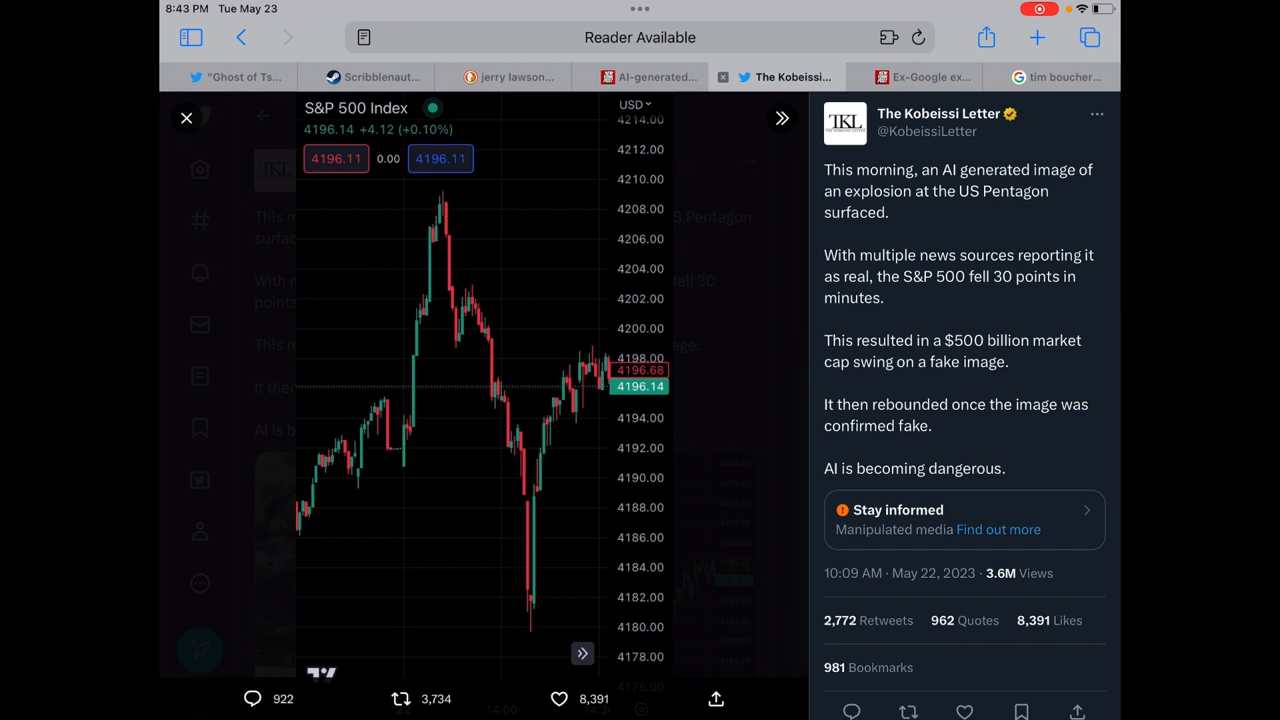 8:43 PM Tue May 23
Reader Available
"Ghost of Ts...
Scribblenaut...
jerry lawson...
AI-generated...
The Kobeissi...
Ex-Google ex...
tim boucher...
S&P 500 Index
4196.14 +4.12 (+0.10%)
4196.11 0.00 4196.11
USD
4214.00
4212.00
4210.00
4208.00
4206.00
4204.00
4202.00
4200.00
4198.00
4196.68
4196.14
4194.00
4192.00
4190.00
4188.00
4186.00
4184.00
4182.00
4180.00
4178.00
4176.00
14:00
922
3,734
8,391
TKL
The Kobeissi Letter
@KobeissiLetter
This morning, an AI generated image of
an explosion at the US Pentagon
surfaced.
With multiple news sources reporting it
as real, the S&P 500 fell 30 points in
minutes.
This resulted in a $500 billion market
cap swing on a fake image.
It then rebounded once the image was
confirmed fake.
AI is becoming dangerous.
Stay informed
Manipulated media Find out more
10:09 AM · May 22, 2023 · 3.6M Views
2,772 Retweets 962 Quotes 8,391 Likes
981 Bookmarks